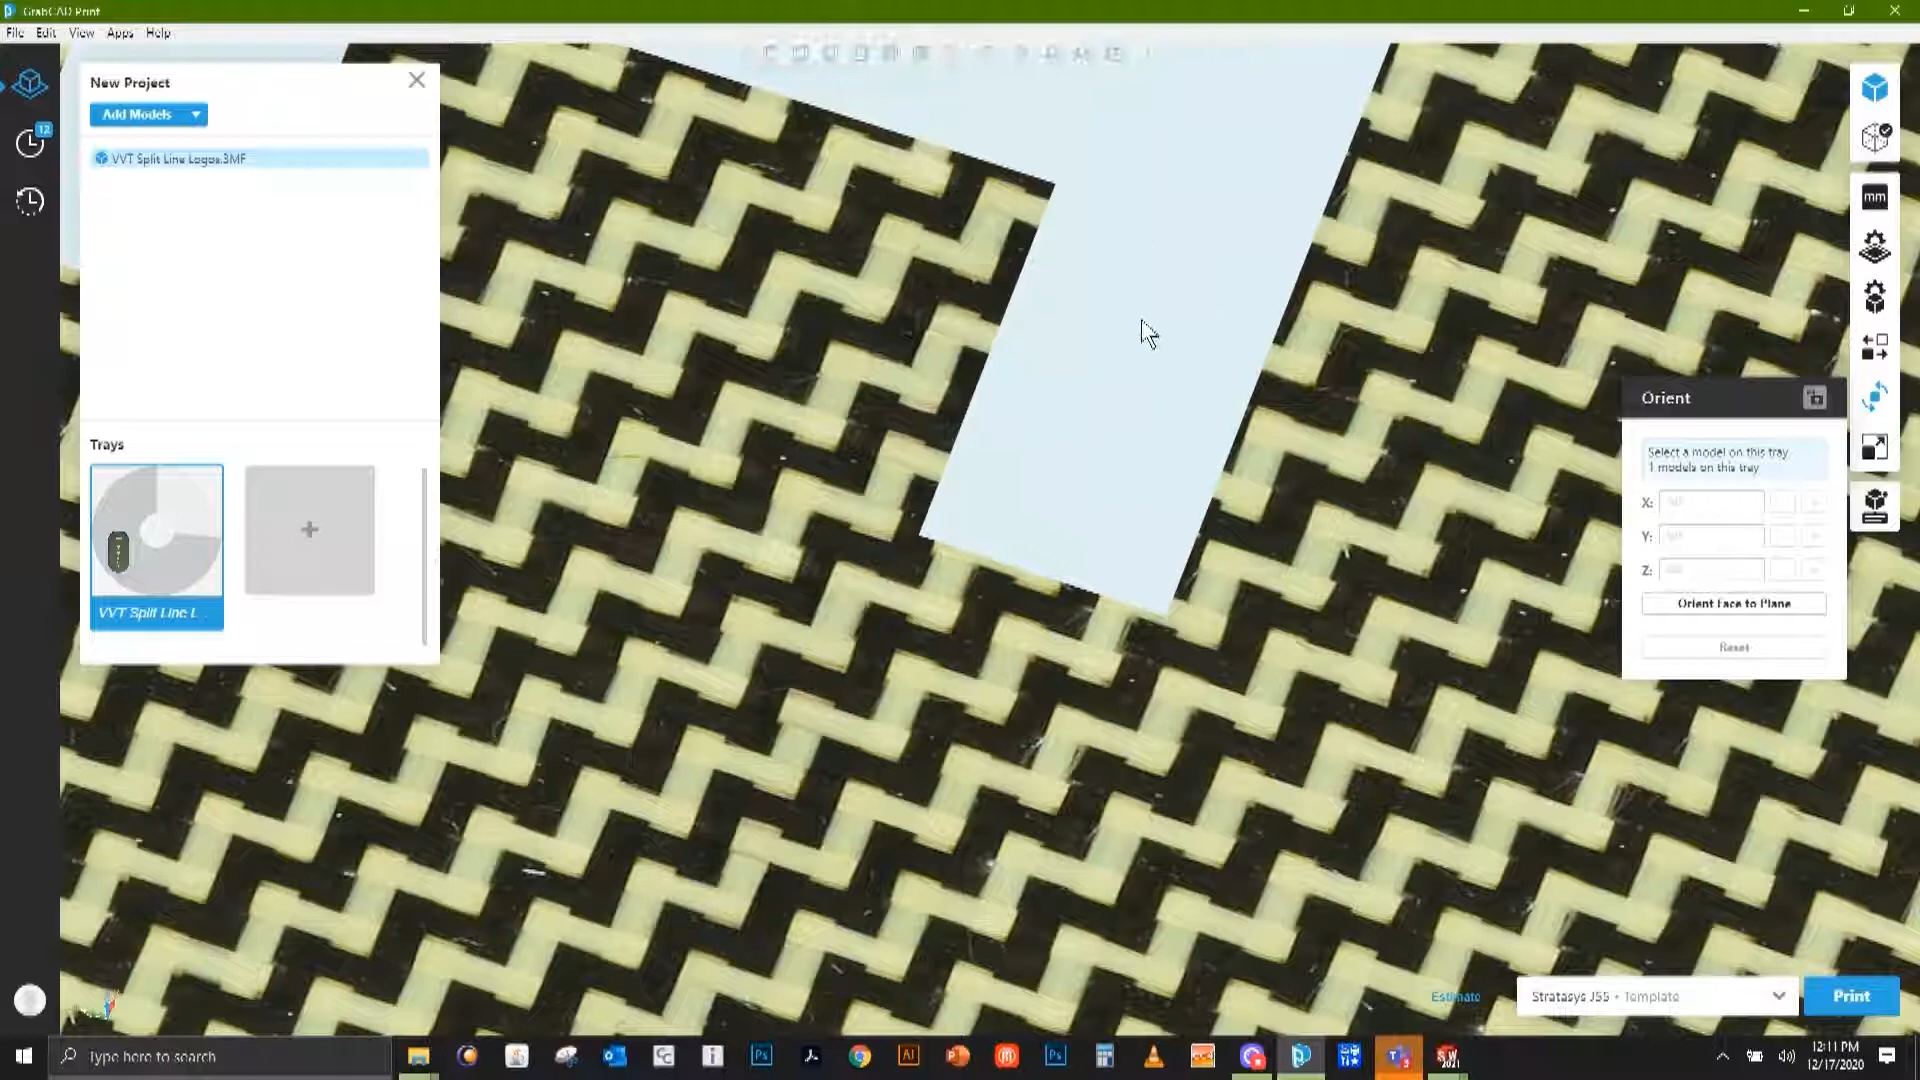 GrabCAD Print
File Edit View Apps Help
New Project
Add Models
VVT Split Line Logos.3MF
Trays
VVT Split Line L
12
mm
Orient
Select a model on this tray
1 models on this tray
X:
Y:
Z:
Orient Face to Plane
Reset
Estimate
Stratasys J55 • Template
Print
Type here to search
12:11 PM
12/17/2020